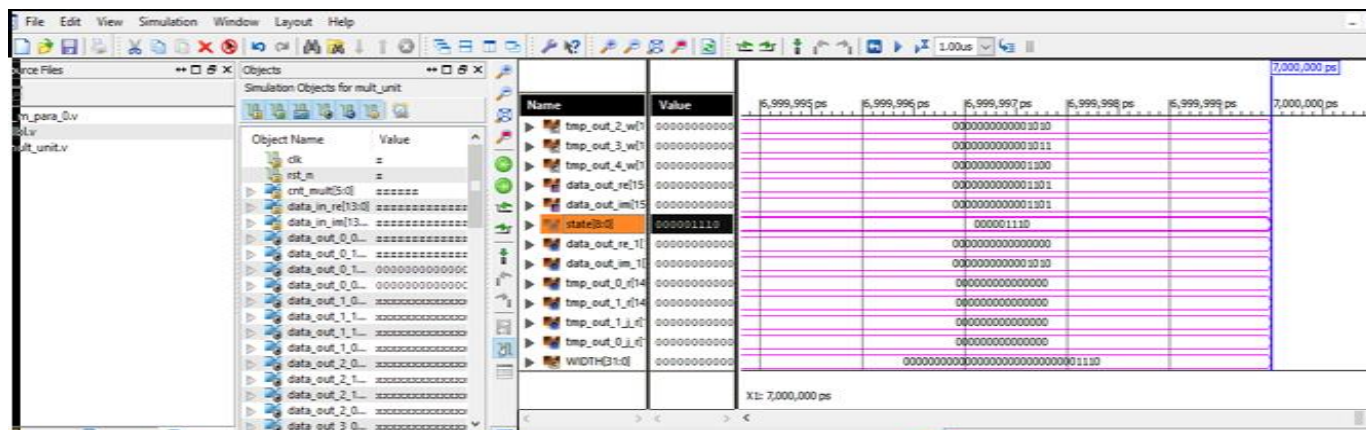 File Edit View Simulation Window Layout Help
1.00us
Files
Objects
Simulation Objects for mult_unit
m_para_0.v
Object Name Value
clk
rst_n
cnt_mult[5:0]
data_in_re[13:0]
data_in_im[13...
data_out_0_0...
data_out_0_1...
data_out_0_1...
data_out_0_0...
data_out_1_0...
data_out_1_1...
data_out_1_1...
data_out_1_0...
data_out_2_0...
data_out_2_1...
data_out_2_1...
data_out_2_0...
data_out_3_0...
Name Value
tmp_out_2_w[1
tmp_out_3_w[1
tmp_out_4_w[1
data_out_re[15
data_out_im[15
state[8:0] 000001110
data_out_re_1[
data_out_im_1[
tmp_out_0_r[14
tmp_out_1_r[14
tmp_out_1_j_r[
tmp_out_0_j_r[
WIDTH[31:0]
7,000,000 ps
6,999,995 ps 6,999,996 ps 6,999,997 ps 6,999,998 ps 6,999,999 ps 7,000,000 ps
0000000000001010
0000000000001011
0000000000001100
0000000000001101
0000000000001101
000001110
0000000000000000
0000000000001010
000000000000000
000000000000000
000000000000000
000000000000000
00000000000000000000000000001110
X1: 7,000,000 ps